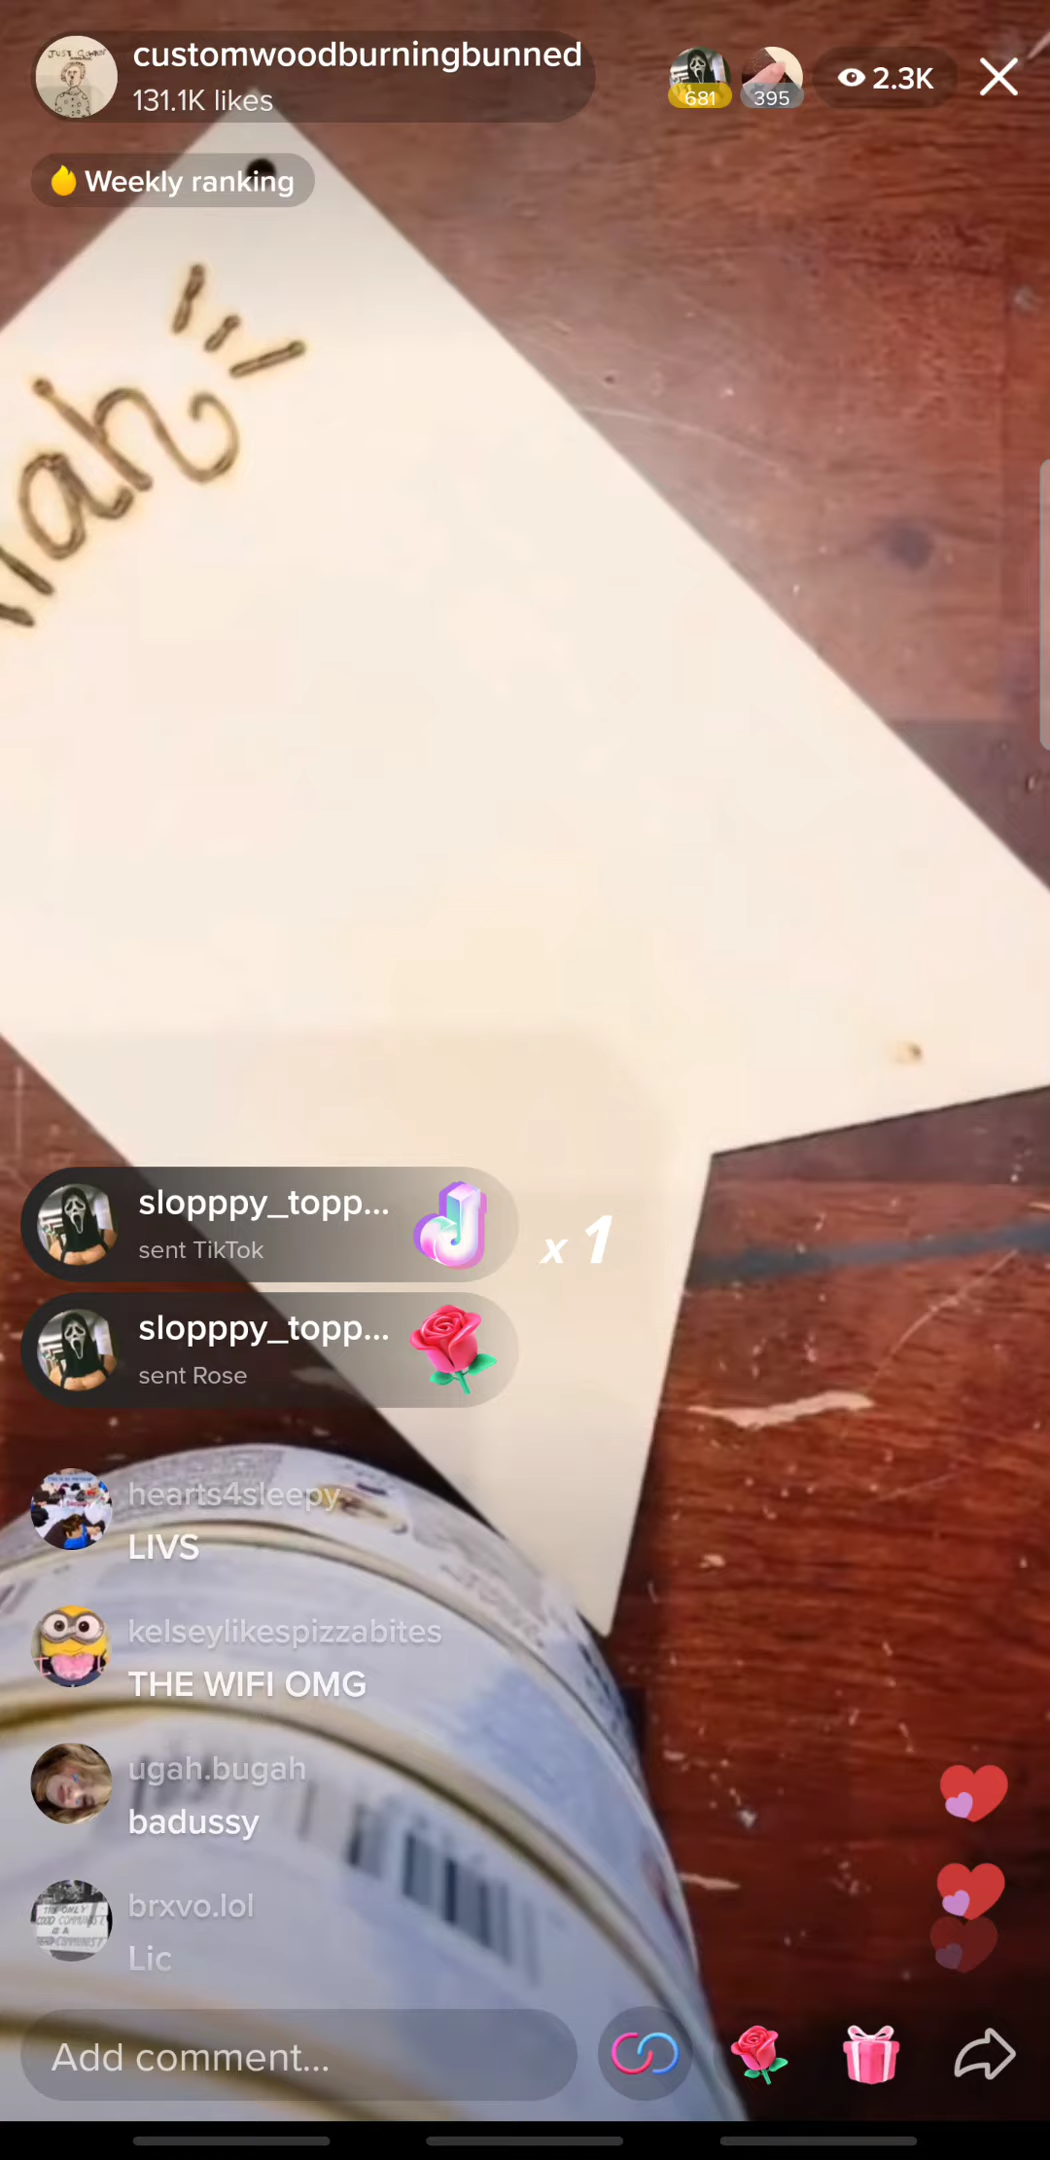 customwoodburningbunned
131.1K likes
681
395
2.3K
Weekly ranking
ah
slopppy_topp...
sent TikTok
x 1
slopppy_topp...
sent Rose
hearts4sleepy
LIVS
kelseylikespizzabites
THE WIFI OMG
ugah.bugah
badussy
brxvo.lol
Lic
Add comment...